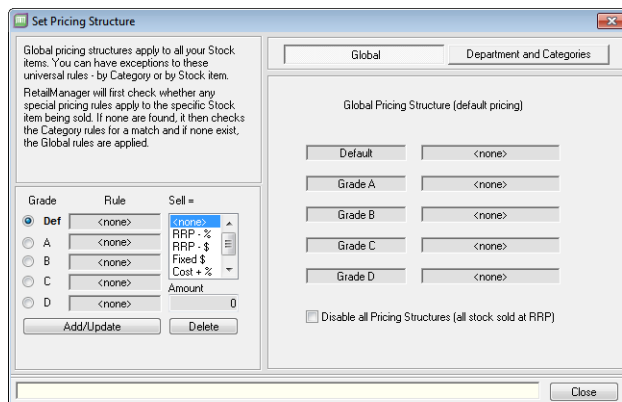 Set Pricing Structure
Global pricing structures apply to all your Stock
items. You can have exceptions to these
universal rules - by Category or by Stock item.
RetailManager will first check whether any
special pricing rules apply to the specific Stock
item being sold. If none are found, it then checks
the Category rules for a match and if none exist,
the Global rules are applied.
Grade Rule Sell =
Def <none>
A <none>
B <none>
C <none>
D <none>
<none>
RRP - %
RRP - $
Fixed $
Cost + %
Amount
0
Add/Update Delete
Global Department and Categories
Global Pricing Structure (default pricing)
Default <none>
Grade A <none>
Grade B <none>
Grade C <none>
Grade D <none>
Disable all Pricing Structures (all stock sold at RRP)
Close